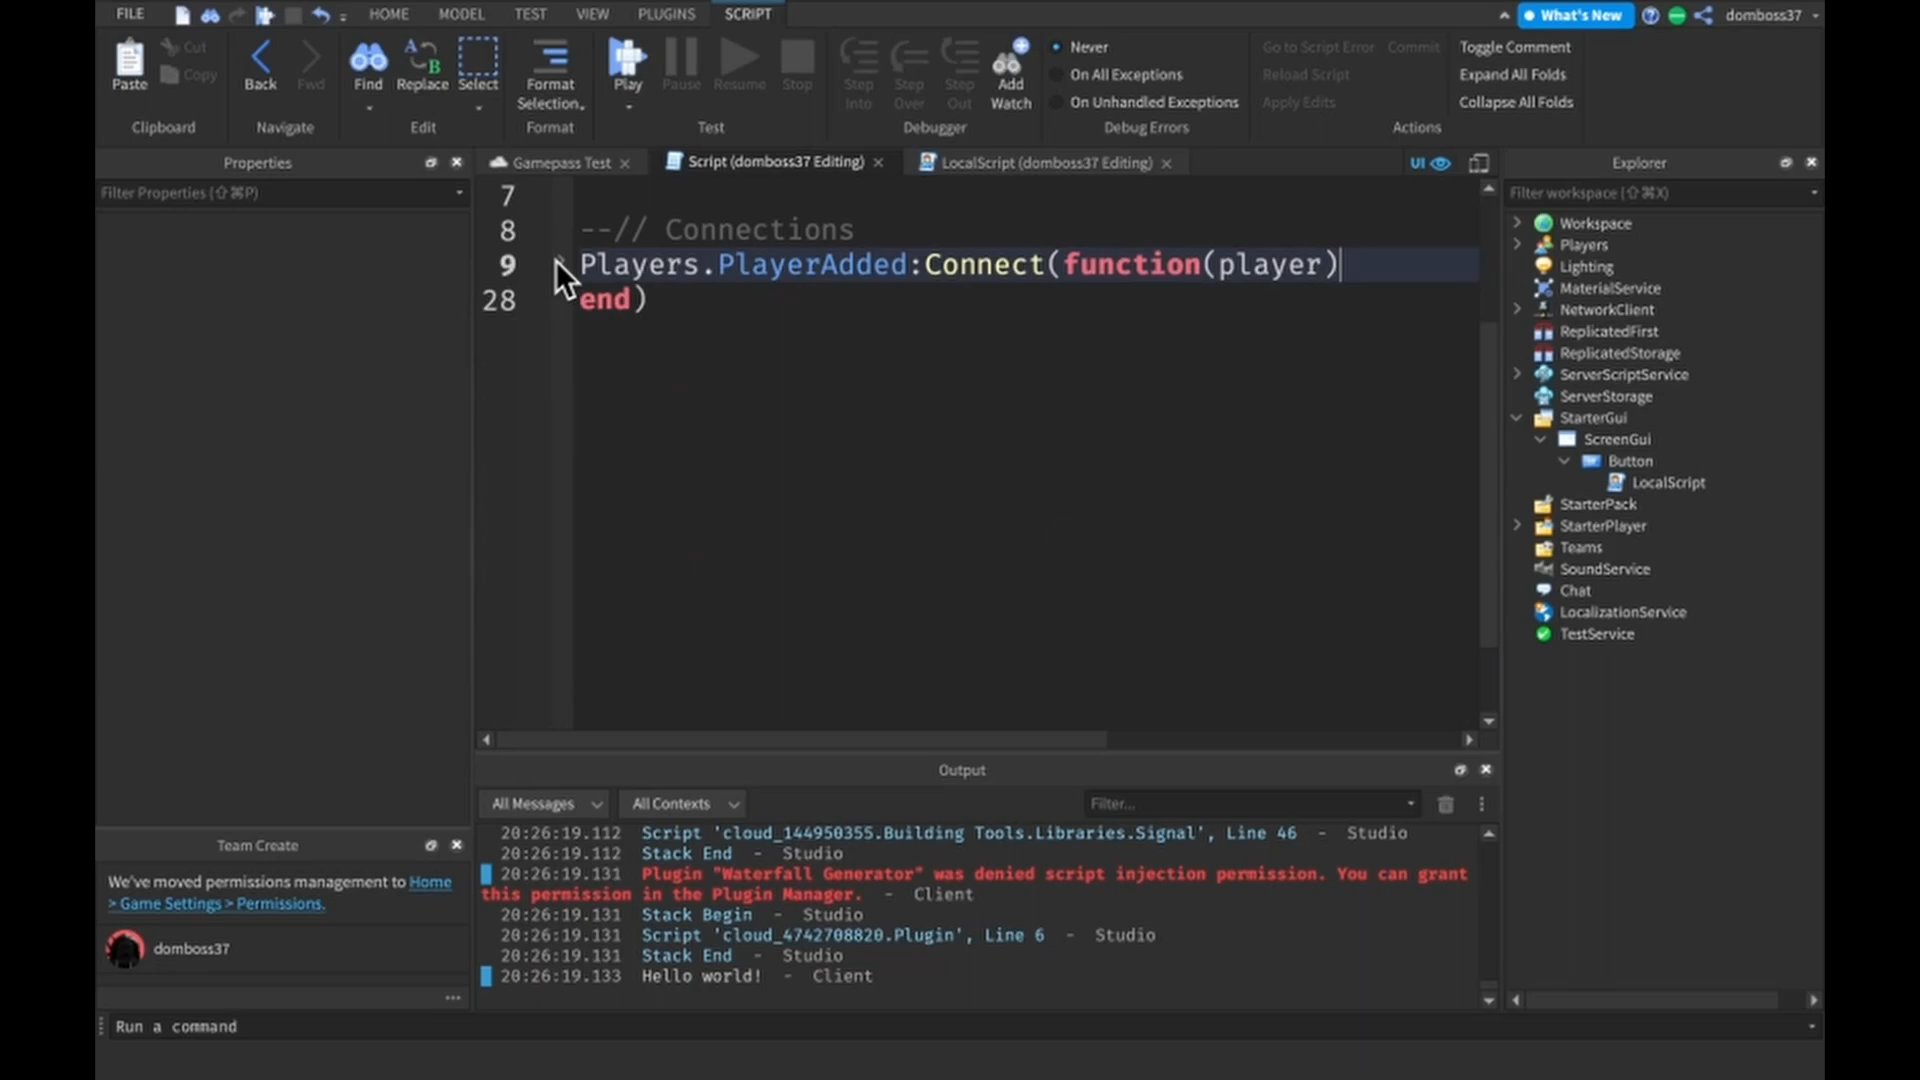 FILE
HOME
MODEL
TEST
VIEW
PLUGINS
SCRIPT
What's New
domboss37
Paste
Cut
Copy
Clipboard
Back
Fwd
Navigate
Find
Replace
Select
Edit
Format
Selection
Format
Play
Pause
Resume
Stop
Test
Step
Into
Step
Over
Step
Out
Add
Watch
Debugger
Never
On All Exceptions
On Unhandled Exceptions
Debug Errors
Go to Script Error
Commit
Reload Script
Apply Edits
Toggle Comment
Expand All Folds
Collapse All Folds
Actions
Properties
Filter Properties (⇧⌘P)
Gamepass Test
Script (domboss37 Editing)
LocalScript (domboss37 Editing)
UI
7
8 --// Connections
9 Players.PlayerAdded:Connect(function(player)
28 end)
Explorer
Filter workspace (⇧⌘X)
Workspace
Players
Lighting
MaterialService
NetworkClient
ReplicatedFirst
ReplicatedStorage
ServerScriptService
ServerStorage
StarterGui
ScreenGui
Button
LocalScript
StarterPack
StarterPlayer
Teams
SoundService
Chat
LocalizationService
TestService
Output
All Messages
All Contexts
Filter...
20:26:19.112 Script 'cloud_144950355.Building Tools.Libraries.Signal', Line 46 - Studio
20:26:19.112 Stack End - Studio
20:26:19.131 Plugin "Waterfall Generator" was denied script injection permission. You can grant
this permission in the Plugin Manager. - Client
20:26:19.131 Stack Begin - Studio
20:26:19.131 Script 'cloud_4742708820.Plugin', Line 6 - Studio
20:26:19.131 Stack End - Studio
20:26:19.133 Hello world! - Client
Team Create
We've moved permissions management to Home
> Game Settings > Permissions.
domboss37
Run a command